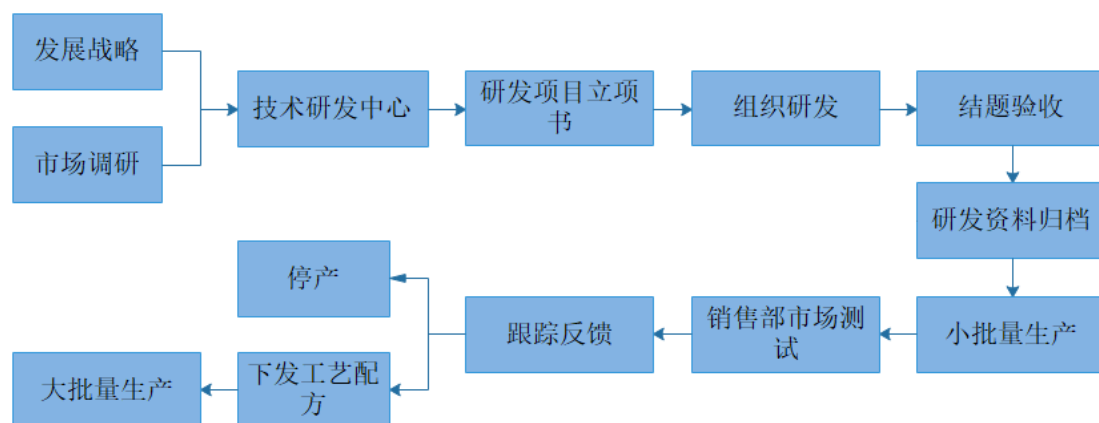 发展战略
市场调研
技术研发中心
研发项目立项
书
组织研发
结题验收
研发资料归档
小批量生产
销售部市场测
试
跟踪反馈
停产
下发工艺配
方
大批量生产